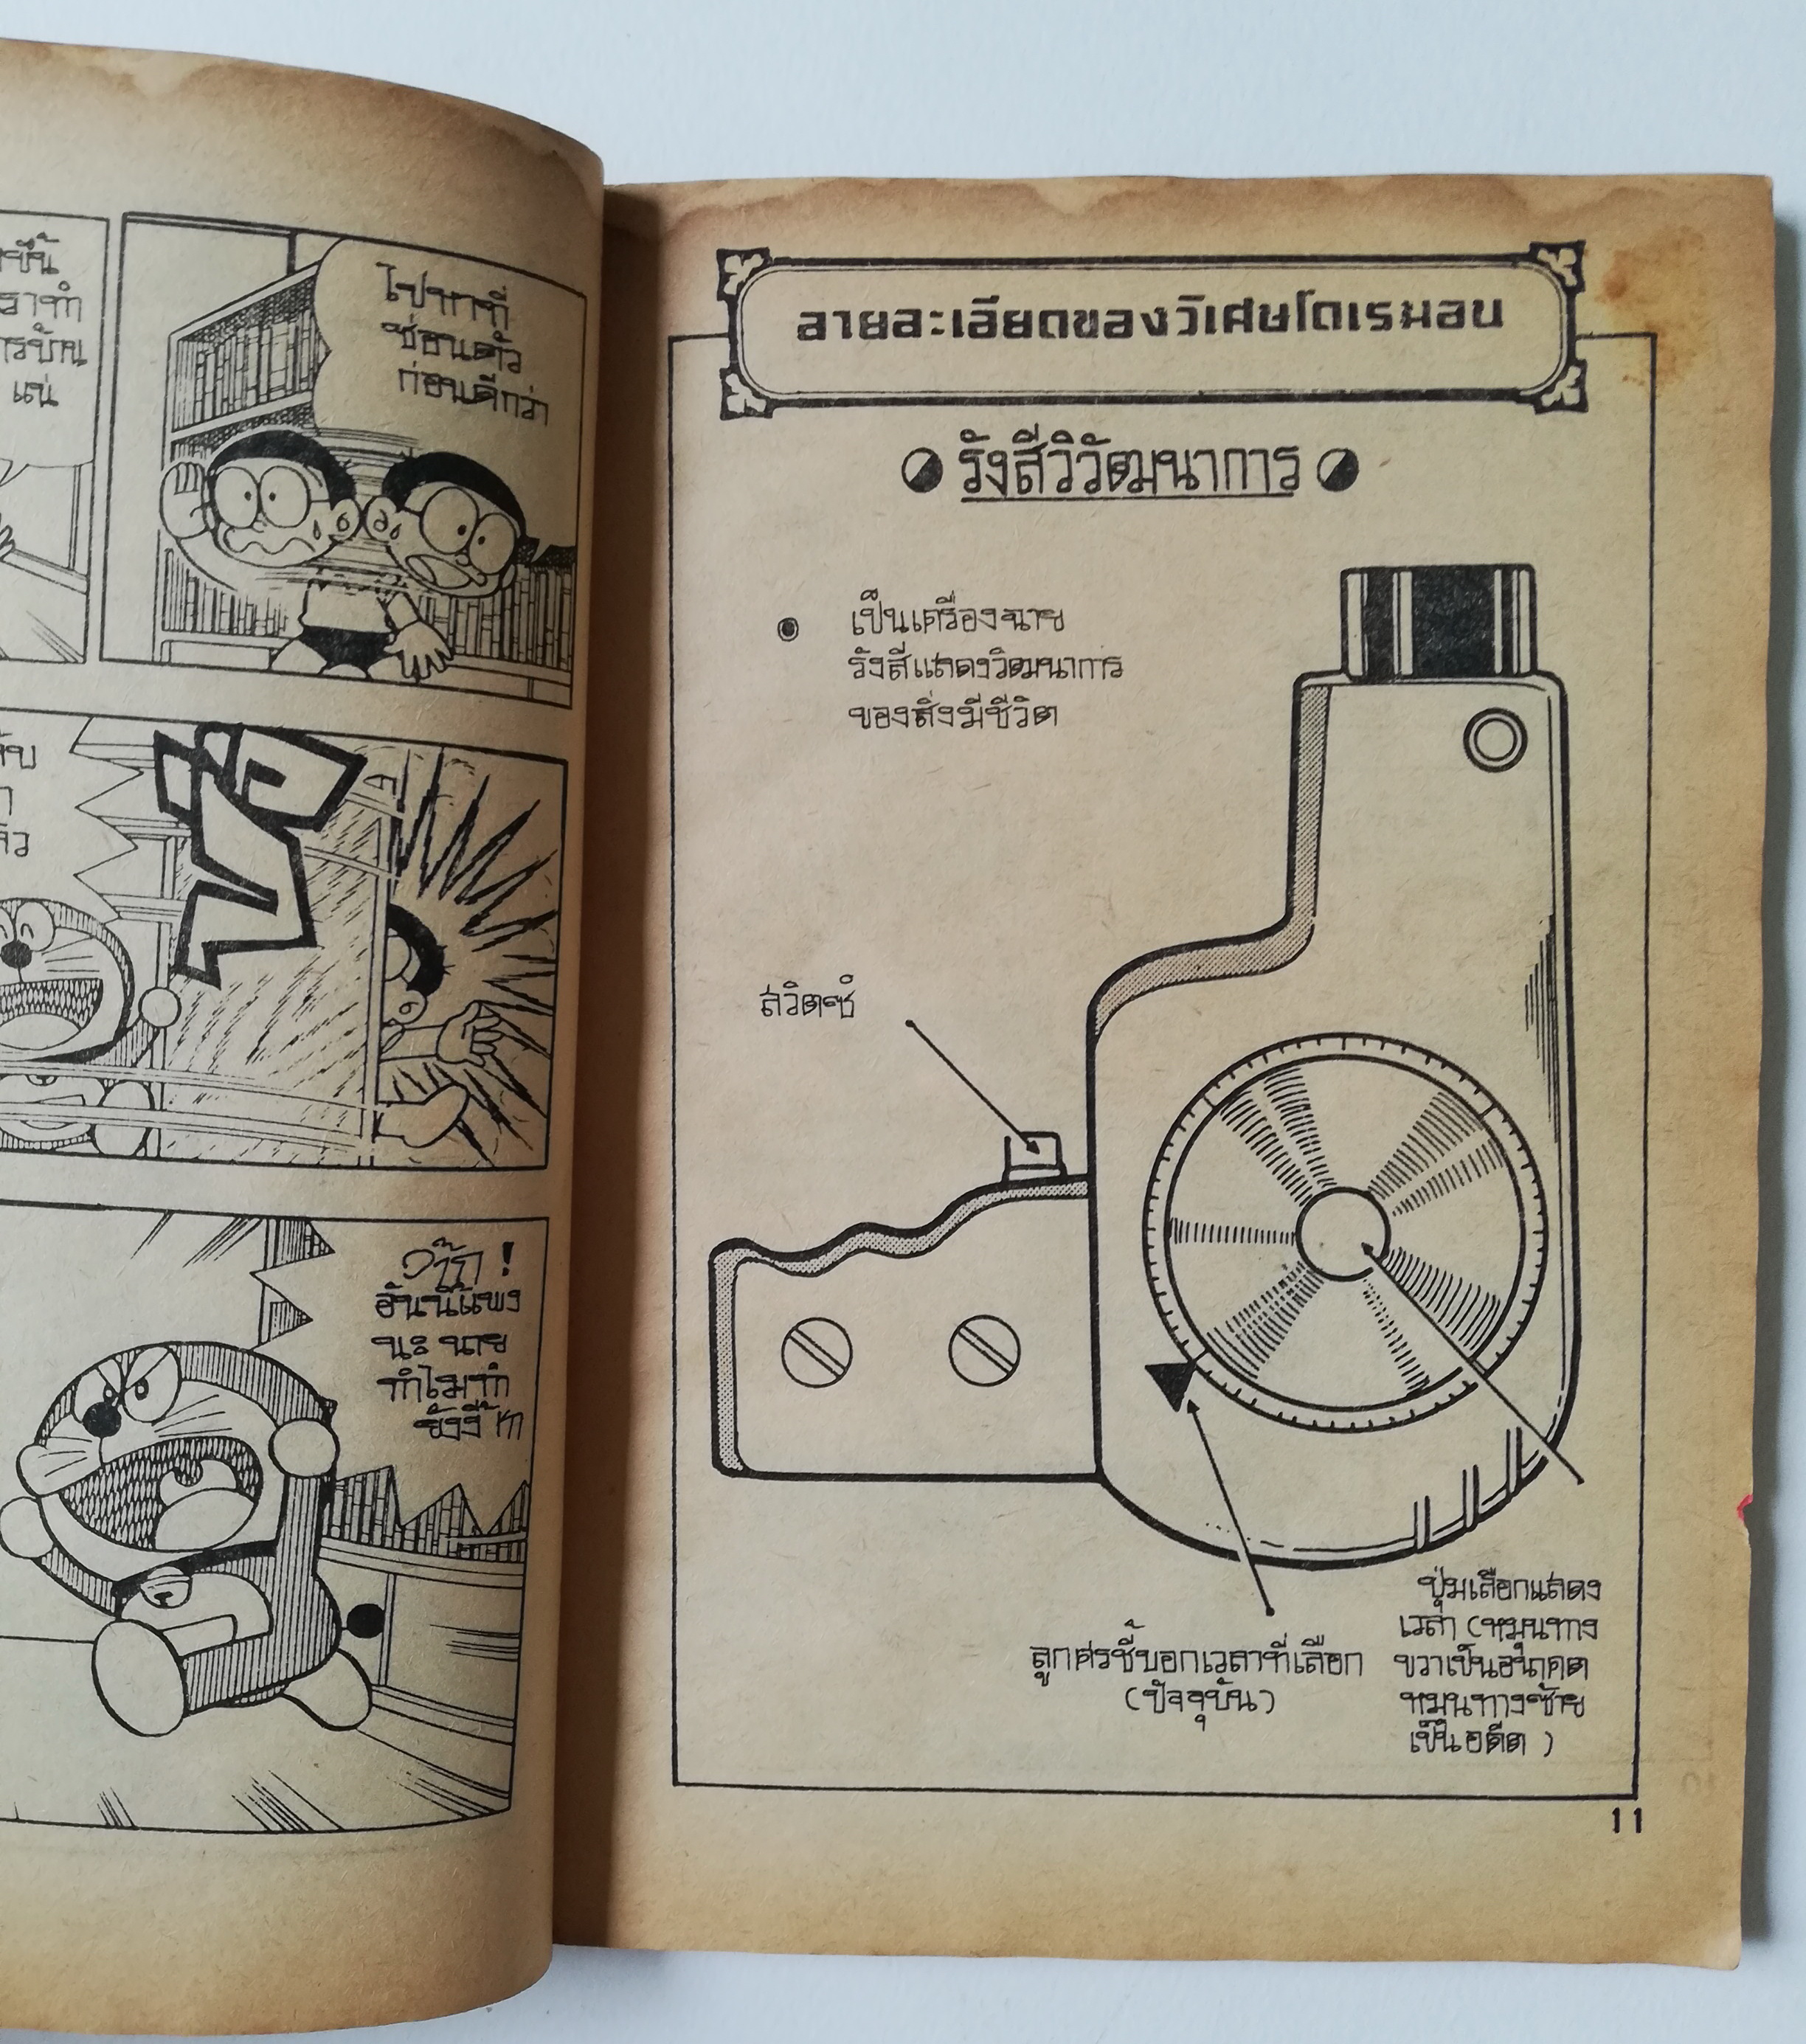 ไปหาที่
ซ่อนตัว
ก่อนดีกว่า
แน่
!
อันนี้แพง
นะ นาย
ทำไมทำ
ยังงี้
ลายละเอียดของวิเศษโดเรมอน
รังสีวิวัฒนาการ
เป็นเครื่องฉาย
รังสีแสดงวิฒนาการ
ของสิ่งมีชีวิต
สวิตซ์
ลูกศรชี้บอกเวลาที่เลือก
(ปัจจุบัน)
ปุ่มเลือกแสดง
เวลา (หมุนทาง
ขวาเป็นอนาคต
หมุนทางซ้าย
เป็นอดีต )
11